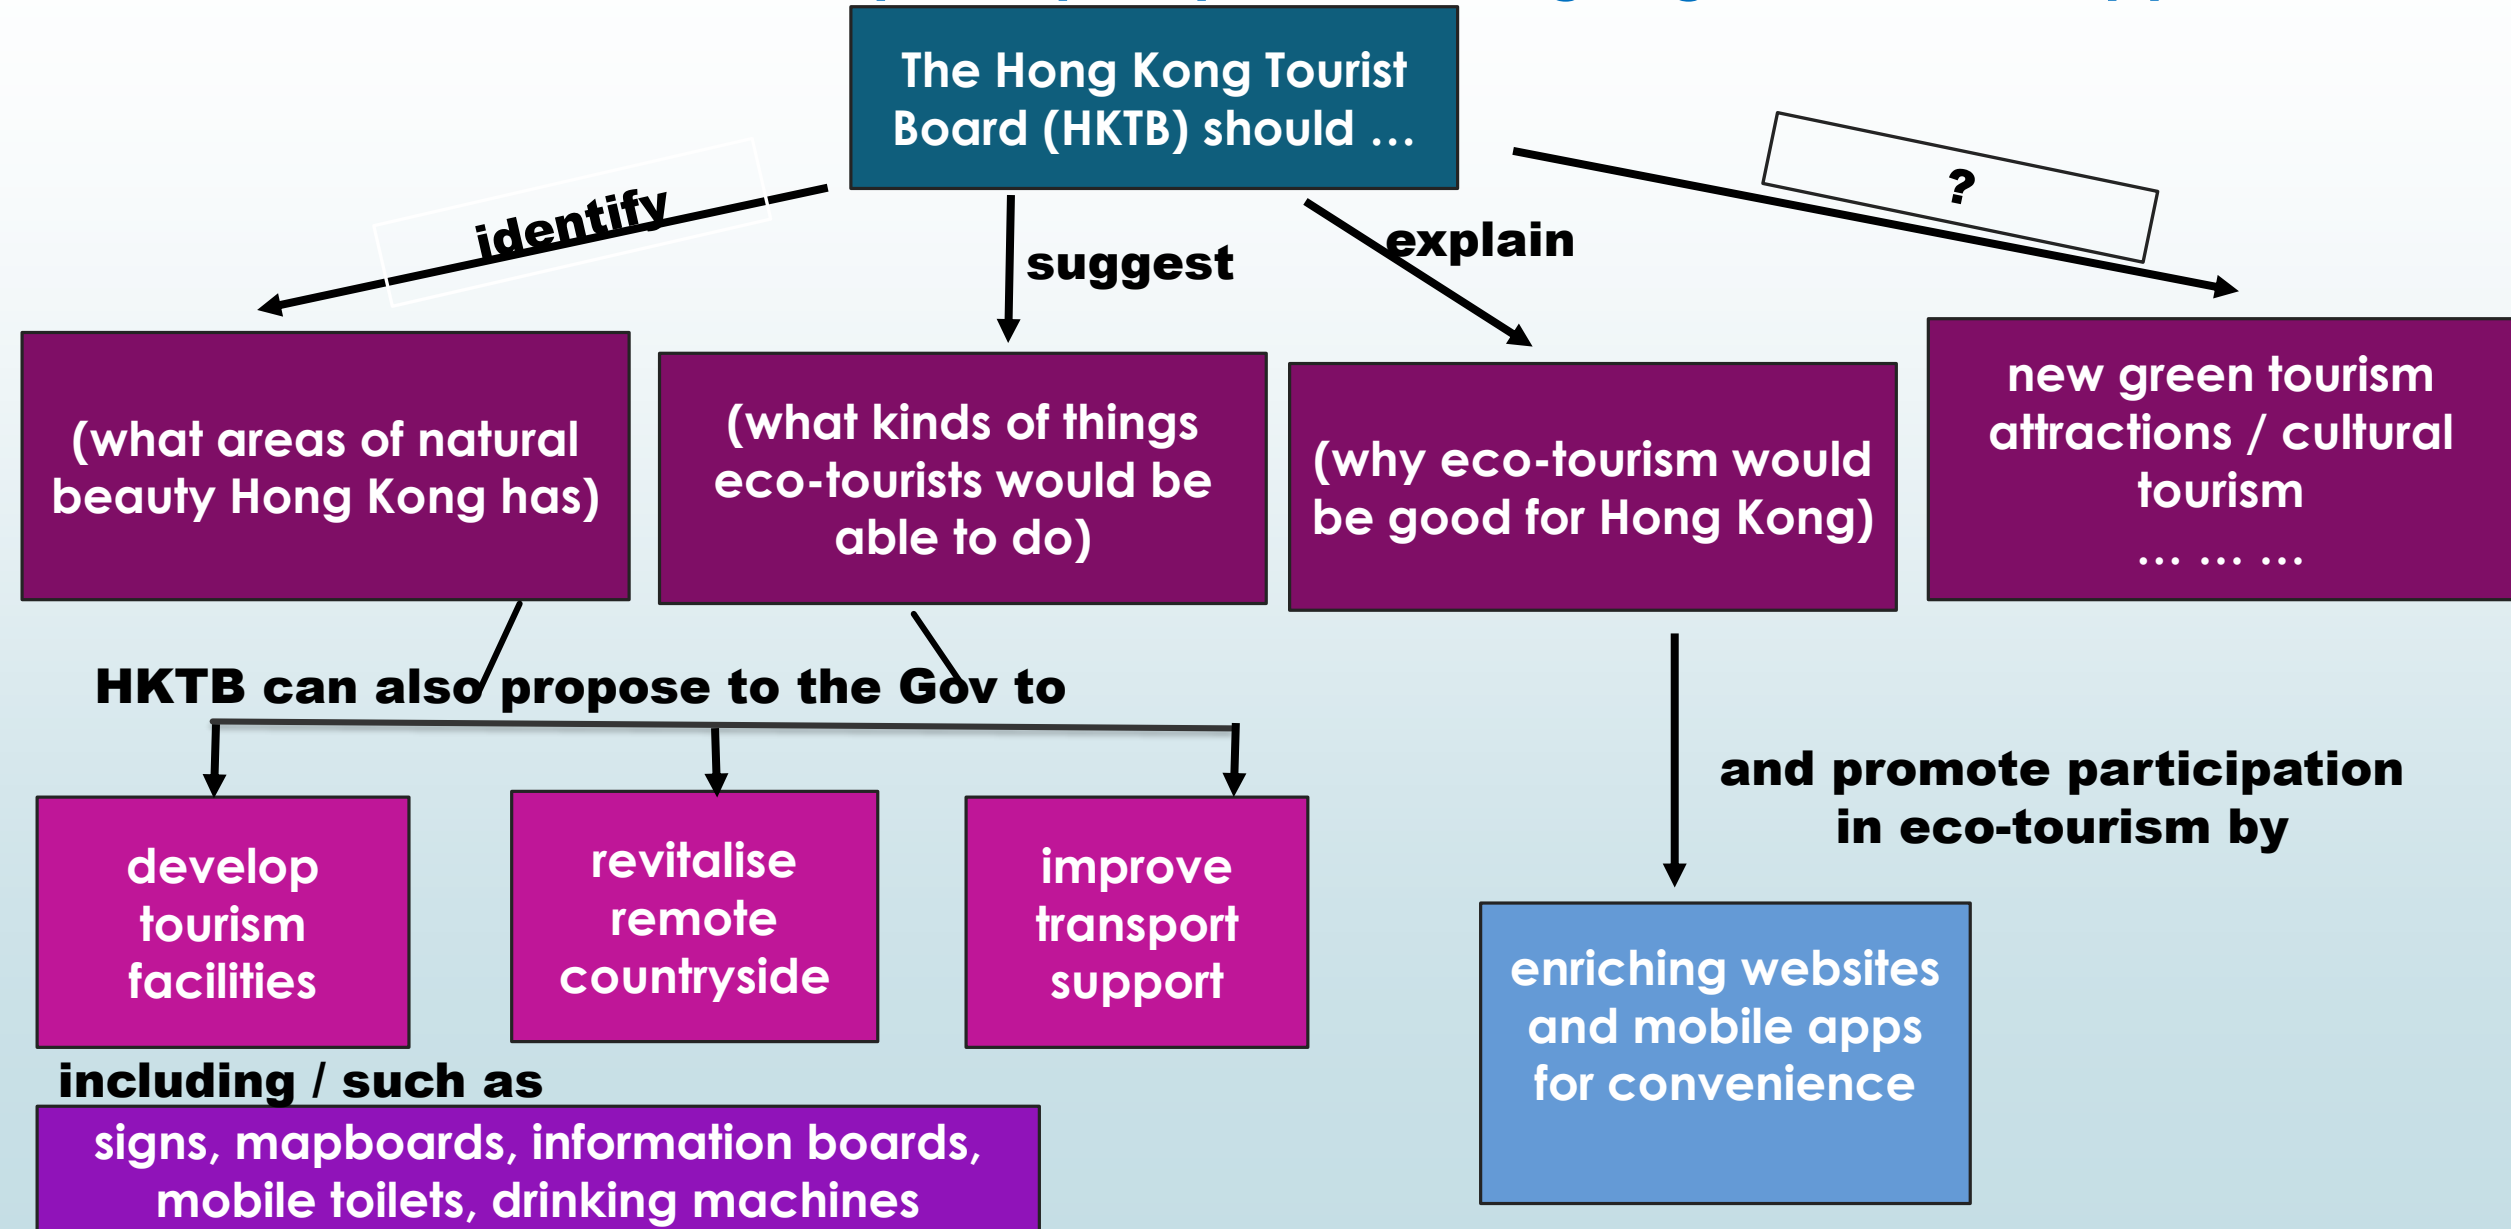 The Hong Kong Tourist
Board (HKTB) should ...
identify
suggest
explain
?
(what areas of natural
beauty Hong Kong has)
(what kinds of things
eco-tourists would be
able to do)
(why eco-tourism would
be good for Hong Kong)
new green tourism
attractions / cultural
tourism
... ... ...
HKTB can also propose to the Gov to
and promote participation
in eco-tourism by
develop
tourism
facilities
revitalise
remote
countryside
improve
transport
support
enriching websites
and mobile apps
for convenience
including / such as
signs, mapboards, information boards,
mobile toilets, drinking machines